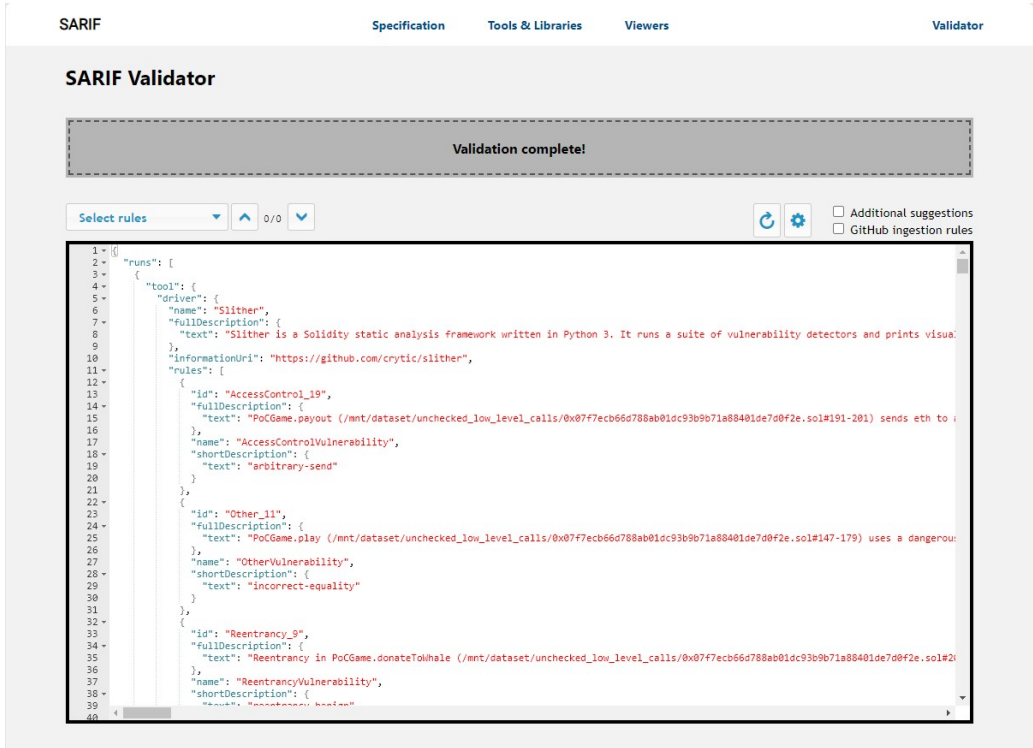 SARIF
Specification
Tools & Libraries
Viewers
Validator
SARIF Validator
Validation complete!
Select rules
0/0
Additional suggestions
GitHub ingestion rules
1 {
2 "runs": [
3 {
4 "tool": {
5 "driver": {
6 "name": "Slither",
7 "fullDescription": {
8 "text": "Slither is a Solidity static analysis framework written in Python 3. It runs a suite of vulnerability detectors and prints visua
9 },
10 "informationUri": "https://github.com/crytic/slither",
11 "rules": [
12 {
13 "id": "AccessControl_19",
14 "fullDescription": {
15 "text": "PoCGame.payout (/mnt/dataset/unchecked_low_level_calls/0x07f7ecb66d788ab01dc93b9b71a88401de7d0f2e.sol#191-201) sends eth to a
16 },
17 "name": "AccessControlVulnerability",
18 "shortDescription": {
19 "text": "arbitrary-send"
20 }
21 },
22 {
23 "id": "Other_11",
24 "fullDescription": {
25 "text": "PoCGame.play (/mnt/dataset/unchecked_low_level_calls/0x07f7ecb66d788ab01dc93b9b71a88401de7d0f2e.sol#147-179) uses a dangerou
26 },
27 "name": "OtherVulnerability",
28 "shortDescription": {
29 "text": "incorrect-equality"
30 }
31 },
32 {
33 "id": "Reentrancy_9",
34 "fullDescription": {
35 "text": "Reentrancy in PoCGame.donateToWhale (/mnt/dataset/unchecked_low_level_calls/0x07f7ecb66d788ab01dc93b9b71a88401de7d0f2e.sol#20
36 },
37 "name": "ReentrancyVulnerability",
38 "shortDescription": {
39 "text": "reentrancy-benign"
40